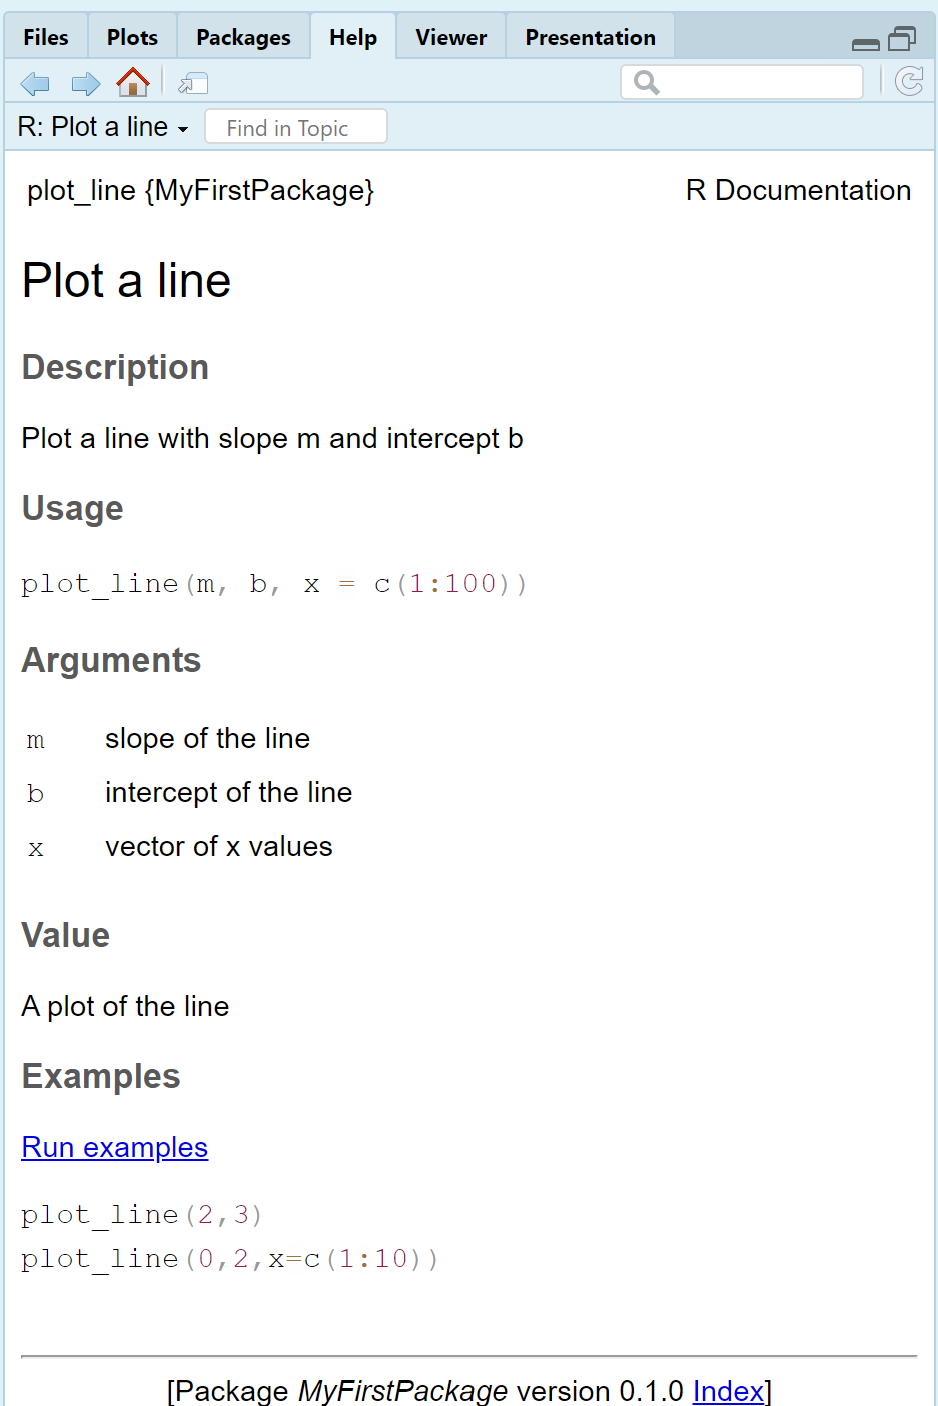 Files Plots Packages Help Viewer Presentation
R: Plot a line Find in Topic
plot_line {MyFirstPackage} R Documentation
Plot a line
Description
Plot a line with slope m and intercept b
Usage
plot_line(m, b, x = c(1:100))
Arguments
m slope of the line
b intercept of the line
x vector of x values
Value
A plot of the line
Examples
Run examples
plot_line(2,3)
plot_line(0,2,x=c(1:10))
[Package MyFirstPackage version 0.1.0 Index]